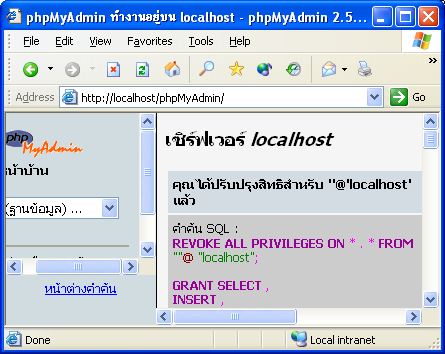 phpMyAdmin ทำงานอยู่บน localhost - phpMyAdmin 2.5...
File Edit View Favorites Tools Help
Address http://localhost/phpMyAdmin/ Go
php
MyAdmin
หน้าบ้าน
(ฐานข้อมูล) ...
หน้าต่างคำค้น
เซิร์ฟเวอร์ localhost
คุณได้ปรับปรุงสิทธิสำหรับ ''@'localhost'
แล้ว
คำค้น SQL :
REVOKE ALL PRIVILEGES ON * . * FROM
""@ "localhost";
GRANT SELECT ,
INSERT ,
Done Local intranet